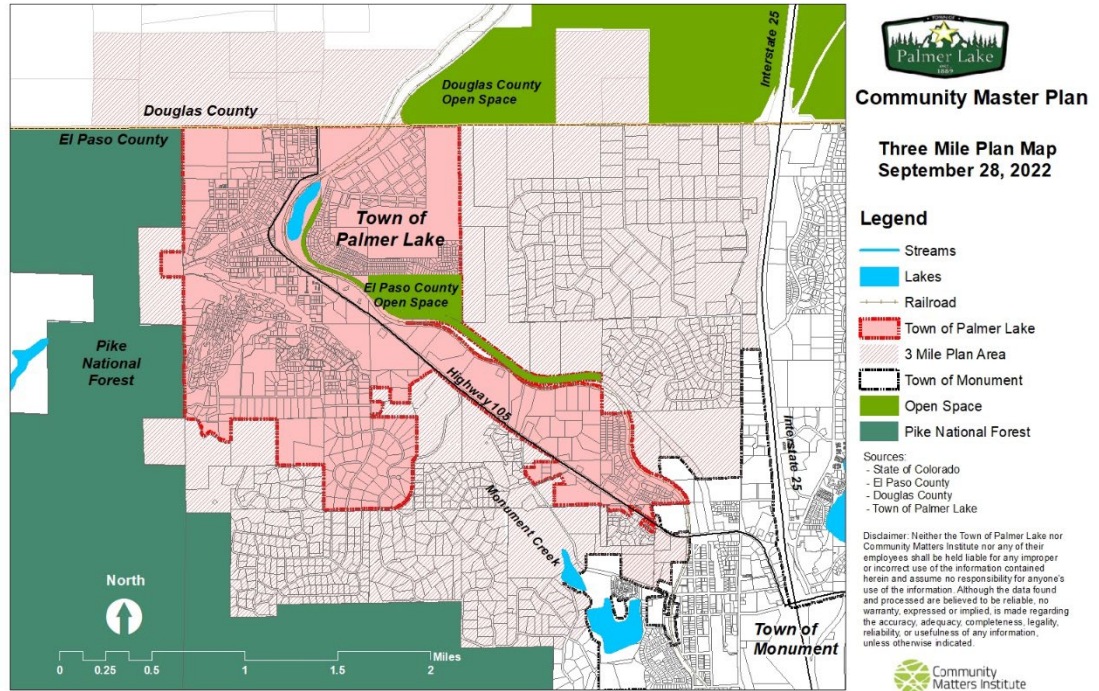 Douglas County
Douglas County
Open Space
Interstate 25
El Paso County
Town of
Palmer Lake
El Paso County
Open Space
Pike
National
Forest
Highway 105
Interstate 25
Monument Creek
Town of
Monument
North
Miles
0 0.25 0.5 1 1.5 2
TOWN OF
Palmer Lake
1889
Community Master Plan
Three Mile Plan Map
September 28, 2022
Legend
Streams
Lakes
Railroad
Town of Palmer Lake
3 Mile Plan Area
Town of Monument
Open Space
Pike National Forest
Sources:
- State of Colorado
- El Paso County
- Douglas County
- Town of Palmer Lake
Disclaimer: Neither the Town of Palmer Lake nor
Community Matters Institute nor any of their
employees shall be held liable for any improper
or incorrect use of the information contained
herein and assume no responsibility for anyone's
use of the information. Although the data found
and processed are believed to be reliable, no
warranty, expressed or implied, is made regarding
the accuracy, adequacy, completeness, legality,
reliability, or usefulness of any information,
unless otherwise indicated.
Community
Matters Institute